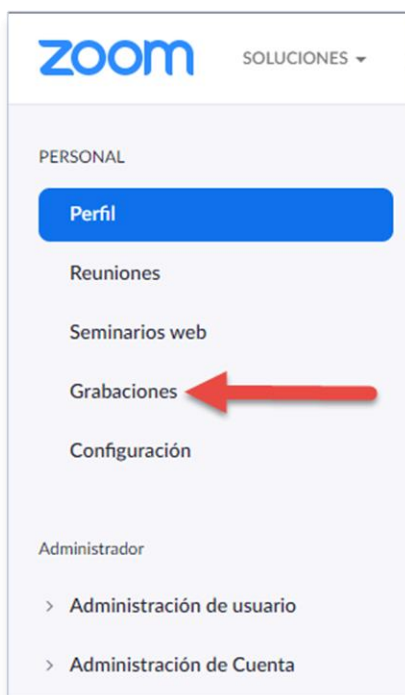 zoom SOLUCIONES
PERSONAL
Perfil
Reuniones
Seminarios web
Grabaciones
Configuración
Administrador
Administración de usuario
Administración de Cuenta